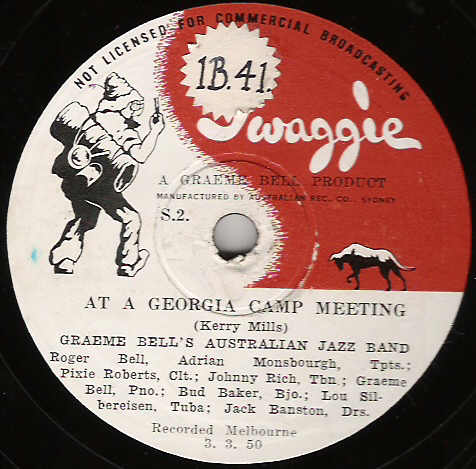 NOT LICENSED FOR COMMERCIAL BROADCASTING
1B.41.
Swaggie
A GRAEME BELL PRODUCT
MANUFACTURED BY AUSTRALIAN REC. CO., SYDNEY
S.2.
AT A GEORGIA CAMP MEETING
(Kerry Mills)
GRAEME BELL'S AUSTRALIAN JAZZ BAND
Roger Bell, Adrian Monsbourgh, Tpts.;
Pixie Roberts, Clt.; Johnny Rich, Tbn.; Graeme
Bell, Pno.; Bud Baker, Bjo.; Lou Sil-
bereisen, Tuba; Jack Banston, Drs.
Recorded Melbourne
3. 3. 50